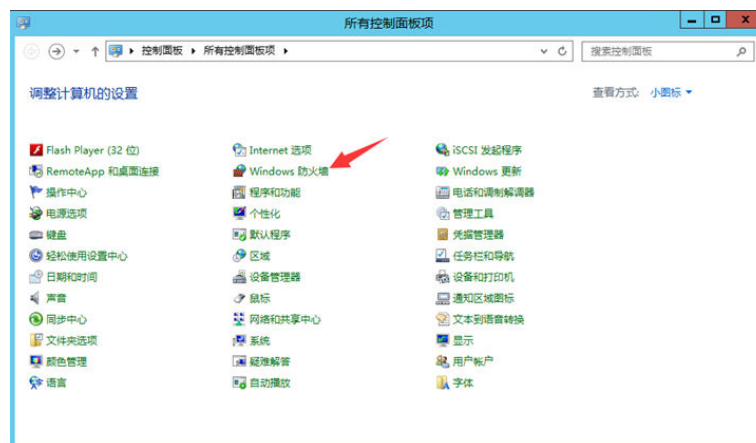 所有控制面板项
控制面板 所有控制面板项 搜索控制面板
调整计算机的设置 查看方式: 小图标
Flash Player (32 位) Internet 选项 iSCSI 发起程序
RemoteApp 和桌面连接 Windows 防火墙 Windows 更新
操作中心 程序和功能 电话和调制解调器
电源选项 个性化 管理工具
键盘 默认程序 凭据管理器
轻松使用设置中心 区域 任务栏和导航
日期和时间 设备管理器 设备和打印机
声音 鼠标 通知区域图标
同步中心 网络和共享中心 文本到语音转换
文件夹选项 系统 显示
颜色管理 疑难解答 用户帐户
语言 自动播放 字体